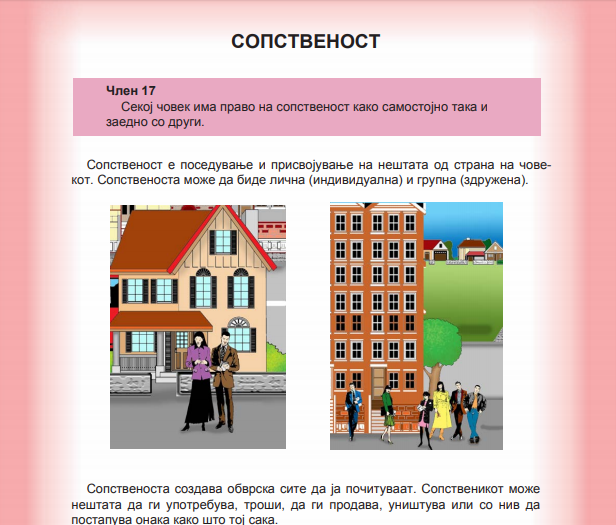 СОПСТВЕНОСТ
Член 17
Секој човек има право на сопственост како самостојно така и
заедно со други.
Сопственост е поседување и присвојување на нештата од страна на чове-
кот. Сопственоста може да биде лична (индивидуална) и групна (здружена).
Сопственоста создава обврска сите да ја почитуваат. Сопственикот може
нештата да ги употребува, троши, да ги продава, уништува или со нив да
постапува онака како што тој сака.